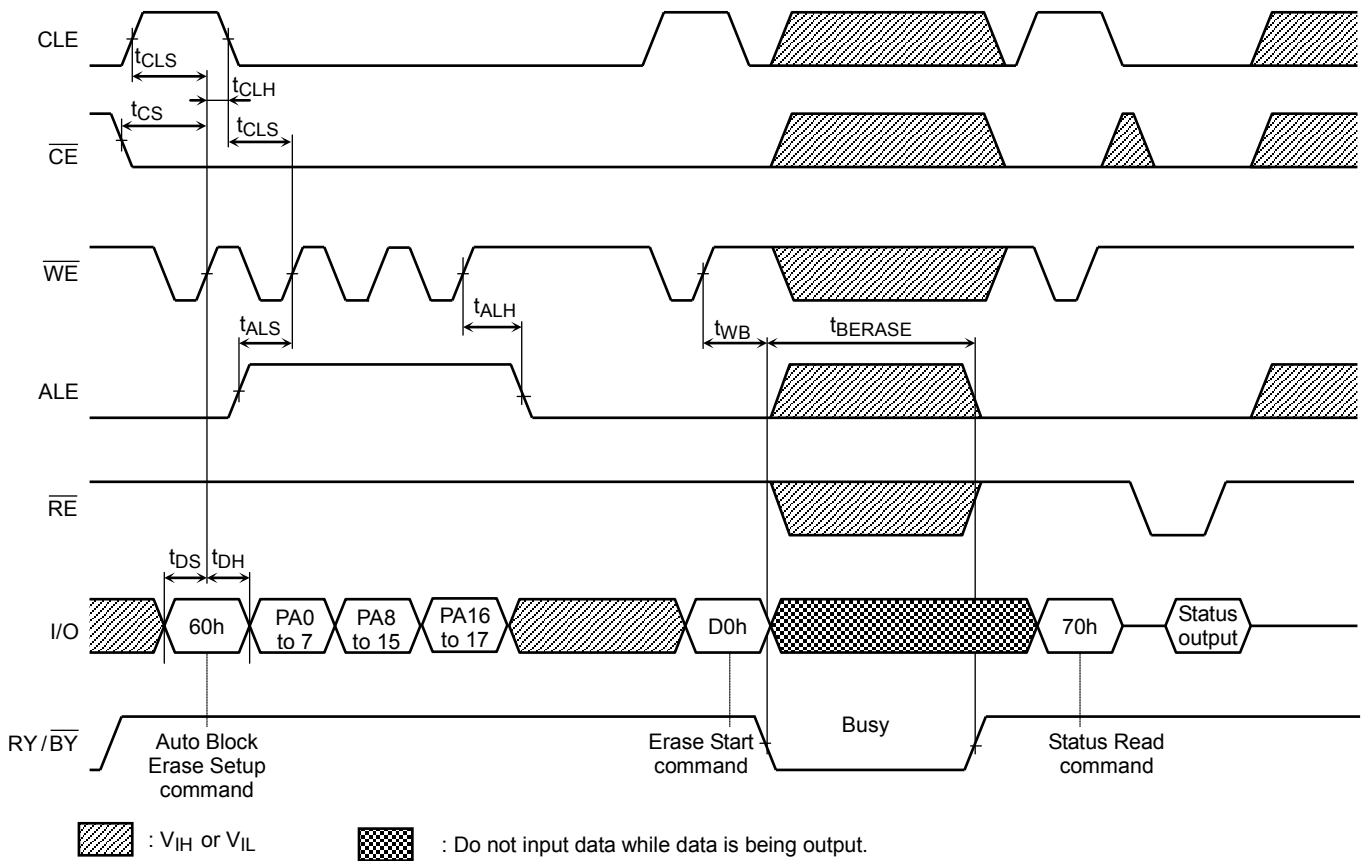 CLE
tCLS
tCLH
tCS
tCLS
CE
WE
tALS
tALH
tWB
tBERASE
ALE
RE
tDS
tDH
I/O
60h
PA0
to 7
PA8
to 15
PA16
to 17
D0h
70h
Status
output
RY/BY
Busy
Auto Block
Erase Setup
command
Erase Start
command
Status Read
command
: VIH or VIL
: Do not input data while data is being output.